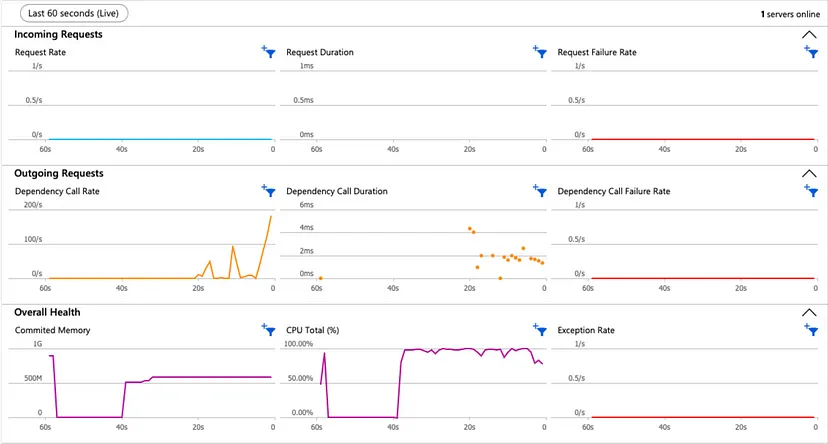 Last 60 seconds (Live)
1 servers online
Incoming Requests
Request Rate
Request Duration
Request Failure Rate
1/s
1ms
1/s
0.5/s
0.5ms
0.5/s
0/s
0ms
0/s
60s 40s 20s 0
60s 40s 20s 0
60s 40s 20s 0
Outgoing Requests
Dependency Call Rate
Dependency Call Duration
Dependency Call Failure Rate
200/s
6ms
1/s
4ms
100/s
0.5/s
2ms
0/s
0ms
0/s
60s 40s 20s 0
60s 40s 20s 0
60s 40s 20s 0
Overall Health
Commited Memory
CPU Total (%)
Exception Rate
1G
100.00%
1/s
500M
50.00%
0.5/s
0
0.00%
0/s
60s 40s 20s 0
60s 40s 20s 0
60s 40s 20s 0